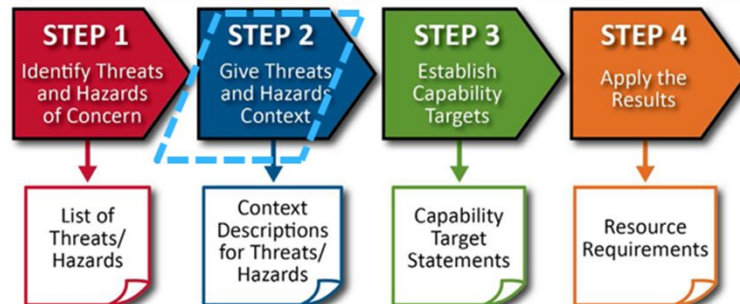 STEP 1
Identify Threats
and Hazards
of Concern
STEP 2
Give Threats
and Hazards
Context
STEP 3
Establish
Capability
Targets
STEP 4
Apply the
Results
List of
Threats/
Hazards
Context
Descriptions
for Threats/
Hazards
Capability
Target
Statements
Resource
Requirements